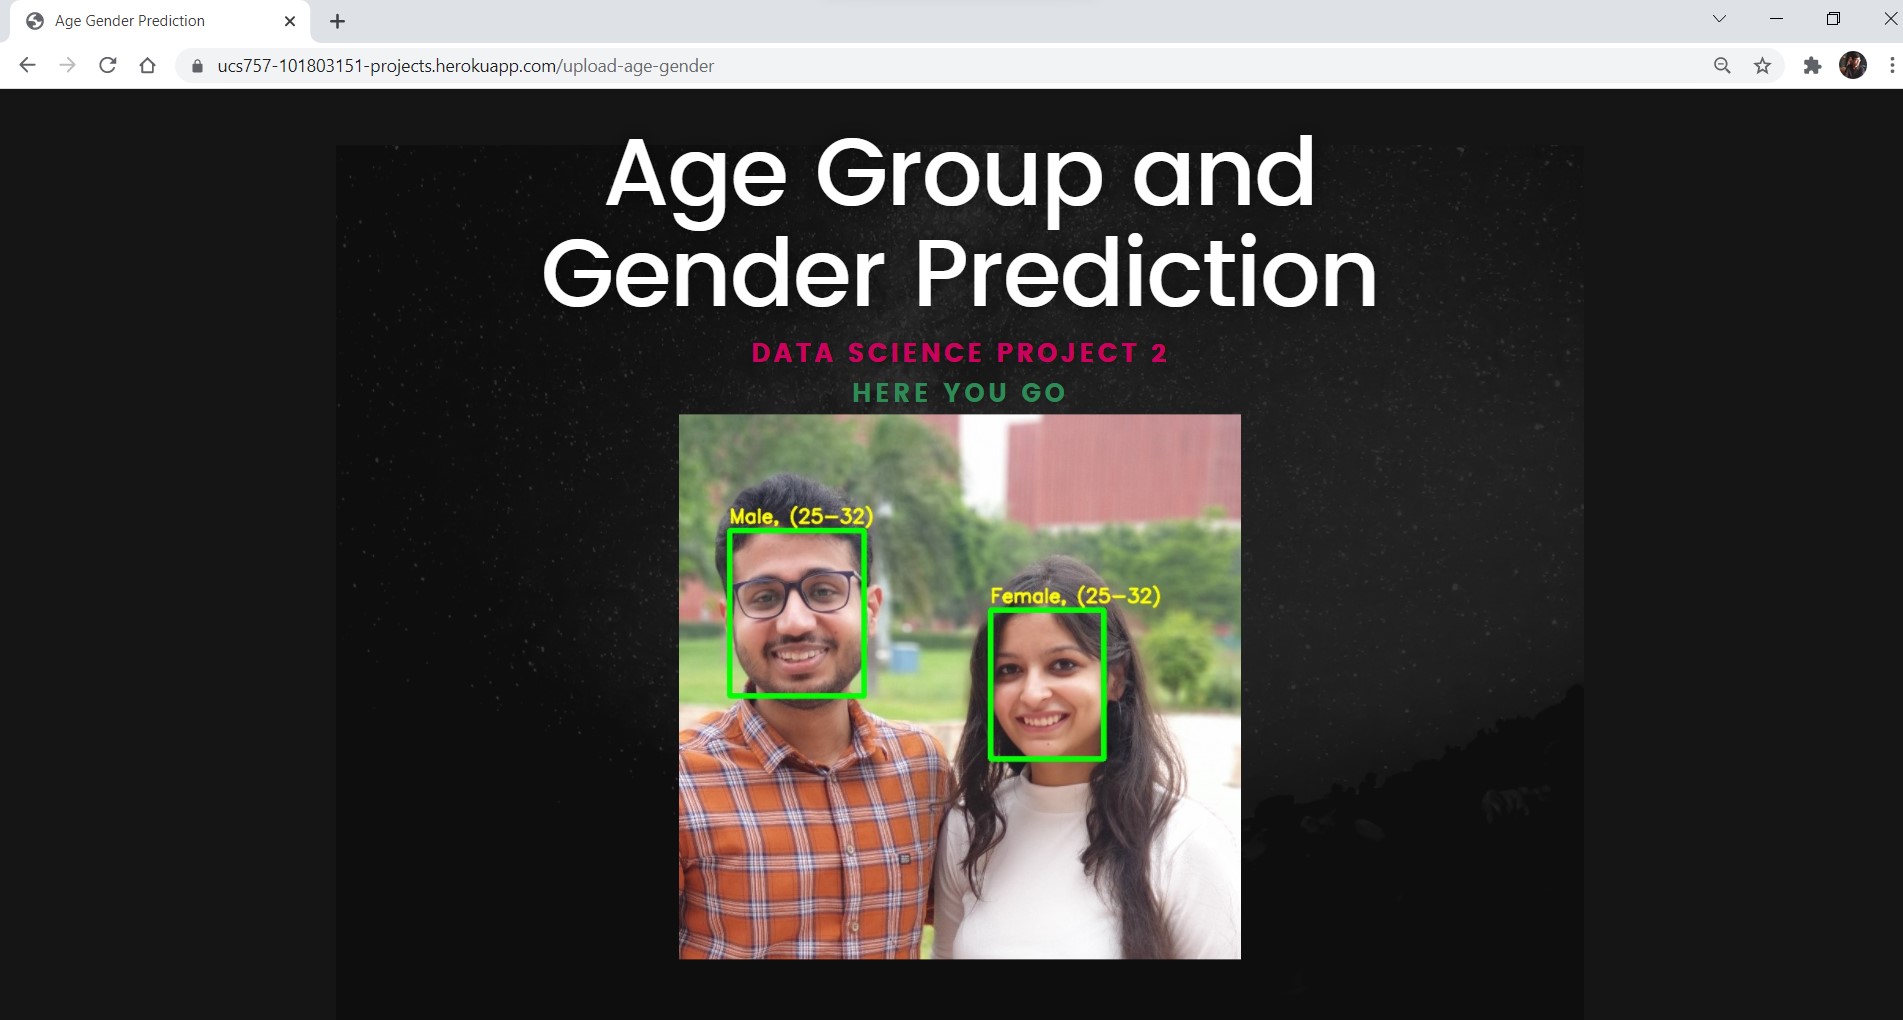 Age Gender Prediction
ucs757-101803151-projects.herokuapp.com/upload-age-gender
Age Group and
Gender Prediction
DATA SCIENCE PROJECT 2
HERE YOU GO
Male, (25-32)
Female, (25-32)